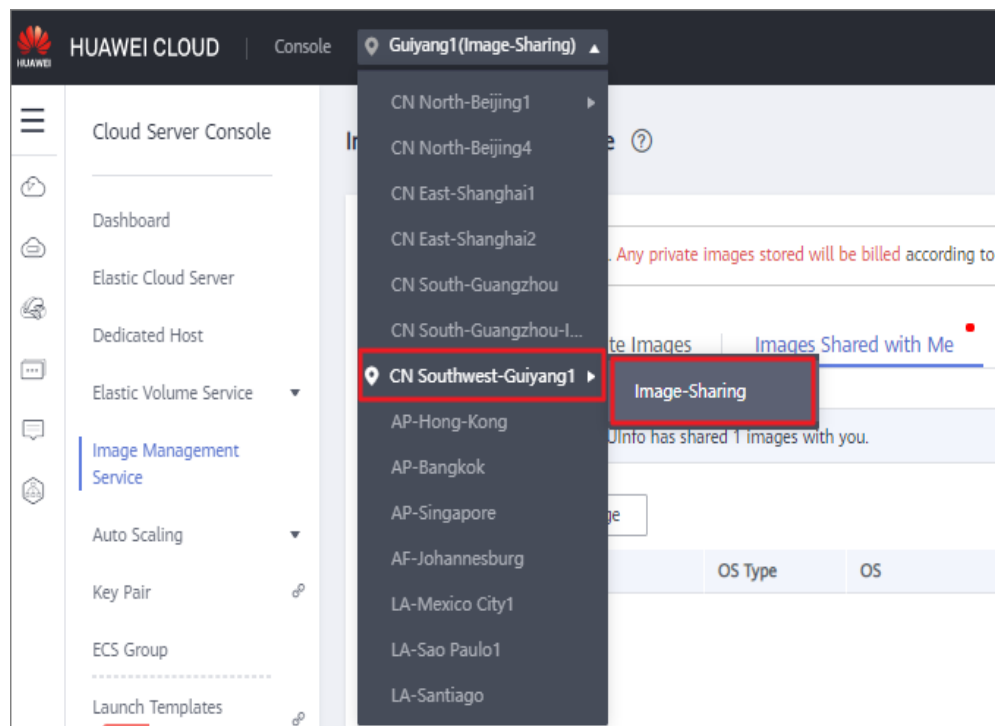 HUAWEI
HUAWEI CLOUD
Console
Guiyang1(Image-Sharing)
CN North-Beijing1
CN North-Beijing4
CN East-Shanghai1
CN East-Shanghai2
CN South-Guangzhou
CN South-Guangzhou-I...
CN Southwest-Guiyang1
AP-Hong-Kong
AP-Bangkok
AP-Singapore
AF-Johannesburg
LA-Mexico City1
LA-Sao Paulo1
LA-Santiago
Image-Sharing
Cloud Server Console
Dashboard
Elastic Cloud Server
Dedicated Host
Elastic Volume Service
Image Management
Service
Auto Scaling
Key Pair
ECS Group
Launch Templates
. Any private images stored will be billed according to
Images
Images Shared with Me
has shared 1 images with you.
OS Type
OS